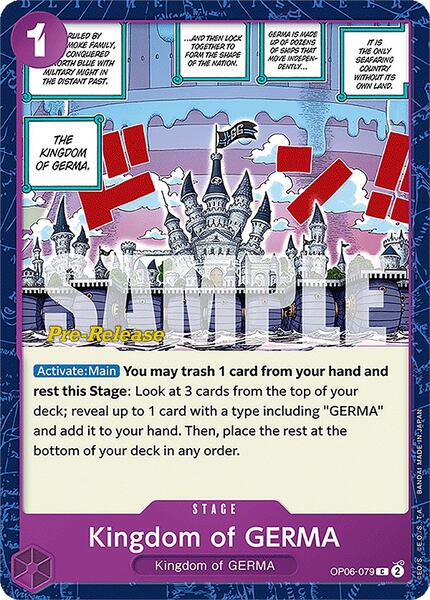 1
RULED BY
MOKE FAMILY,
CONQUERED
ORTH BLUE WITH
MILITARY MIGHT IN
THE DISTANT PAST.
...AND THEN LOCK
TOGETHER TO
FORM THE SHAPE
OF THE NATION.
GERMA IS MADE
UP OF DOZENS
OF SHIPS THAT
MOVE INDEPEN-
DENTLY...
IT IS
THE ONLY
SEAFARING
COUNTRY
WITHOUT ITS
OWN LAND.
THE
KINGDOM
OF GERMA.
ドン!!
SAMPLE
Pre-Release
Activate:Main You may trash 1 card from your hand and
rest this Stage: Look at 3 cards from the top of your
deck; reveal up to 1 card with a type including "GERMA"
and add it to your hand. Then, place the rest at the
bottom of your deck in any order.
STAGE
Kingdom of GERMA
Kingdom of GERMA
OP06-079 C 2
©E.O./S. ©E.O./S.,T.A. BANDAI MADE IN JAPAN